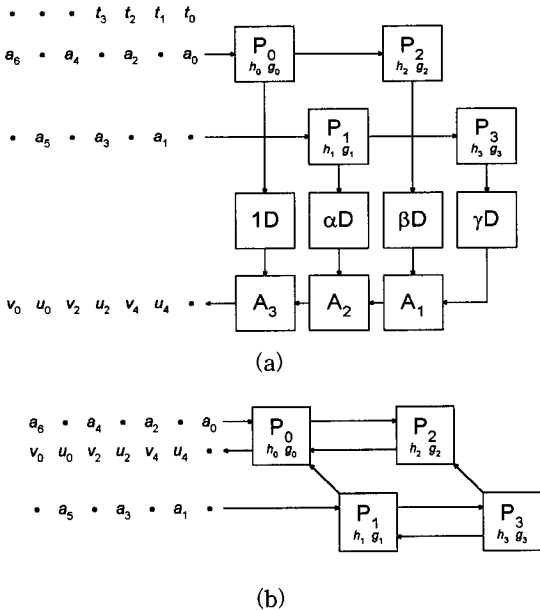 • • • t₃ t₂ t₁ t₀
a₆ • a₄ • a₂ • a₀
P₀
h₀ g₀
P₂
h₂ g₂
• a₅ • a₃ • a₁ •
P₁
h₁ g₁
P₃
h₃ g₃
1D
αD
βD
γD
v₀ u₀ v₂ u₂ v₄ u₄ •
A₃
A₂
A₁
(a)
a₆ • a₄ • a₂ • a₀
v₀ u₀ v₂ u₂ v₄ u₄ •
P₀
h₀ g₀
P₂
h₂ g₂
• a₅ • a₃ • a₁ •
P₁
h₁ g₁
P₃
h₃ g₃
(b)